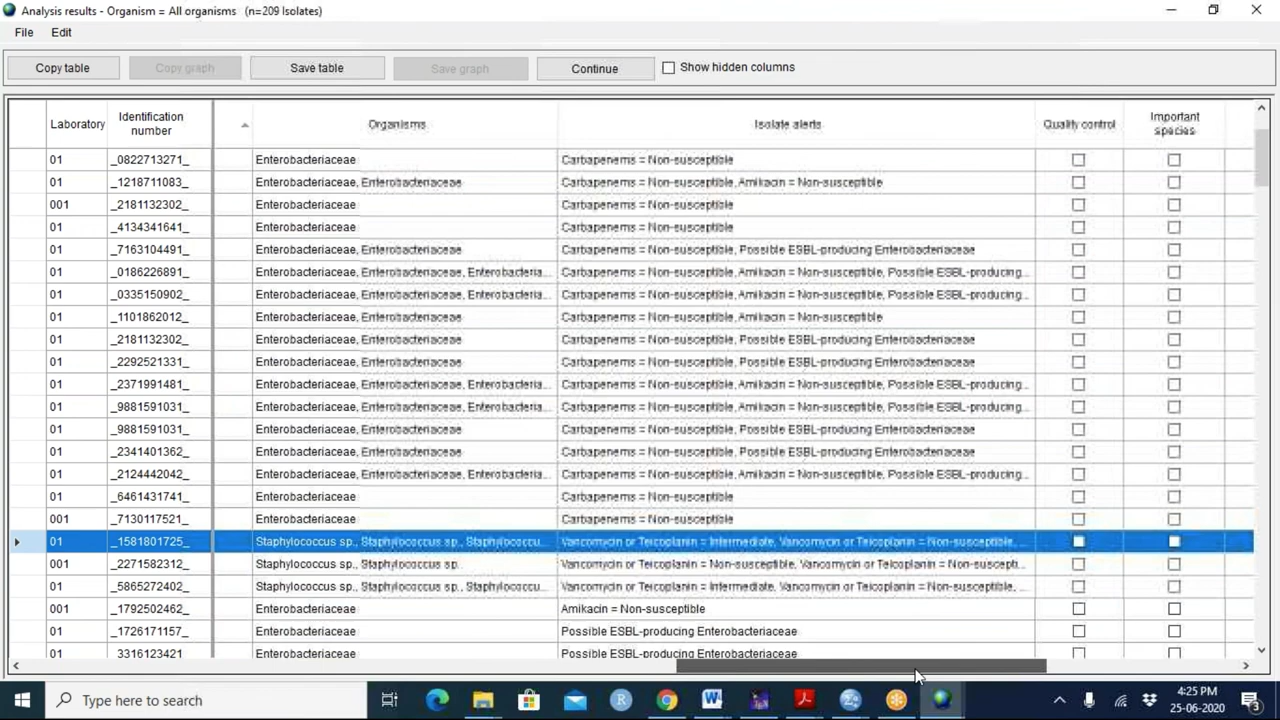 Analysis results - Organism = All organisms (n=209 Isolates)
File Edit
Copy table Copy graph Save table Save graph Continue Show hidden columns
Laboratory Identification number Organisms Isolate alerts Quality control Important species
01 _0822713271_ Enterobacteriaceae Carbapenems = Non-susceptible
01 _1218711083_ Enterobacteriaceae, Enterobacteriaceae Carbapenems = Non-susceptible, Amikacin = Non-susceptible
001 _2181132302_ Enterobacteriaceae Carbapenems = Non-susceptible
01 _4134341641_ Enterobacteriaceae Carbapenems = Non-susceptible
01 _7163104491_ Enterobacteriaceae, Enterobacteriaceae Carbapenems = Non-susceptible, Possible ESBL-producing Enterobacteriaceae
01 _0186226891_ Enterobacteriaceae, Enterobacteriaceae, Enterobacteria... Carbapenems = Non-susceptible, Amikacin = Non-susceptible, Possible ESBL-producing...
01 _0335150902_ Enterobacteriaceae, Enterobacteriaceae, Enterobacteria... Carbapenems = Non-susceptible, Amikacin = Non-susceptible, Possible ESBL-producing...
01 _1101862012_ Enterobacteriaceae, Enterobacteriaceae Carbapenems = Non-susceptible, Amikacin = Non-susceptible
01 _2181132302_ Enterobacteriaceae, Enterobacteriaceae Carbapenems = Non-susceptible, Possible ESBL-producing Enterobacteriaceae
01 _2292521331_ Enterobacteriaceae, Enterobacteriaceae Carbapenems = Non-susceptible, Possible ESBL-producing Enterobacteriaceae
01 _2371991481_ Enterobacteriaceae, Enterobacteriaceae, Enterobacteria... Carbapenems = Non-susceptible, Amikacin = Non-susceptible, Possible ESBL-producing...
01 _9881591031_ Enterobacteriaceae, Enterobacteriaceae, Enterobacteria... Carbapenems = Non-susceptible, Amikacin = Non-susceptible, Possible ESBL-producing...
01 _9881591031_ Enterobacteriaceae, Enterobacteriaceae Carbapenems = Non-susceptible, Possible ESBL-producing Enterobacteriaceae
01 _2341401362_ Enterobacteriaceae, Enterobacteriaceae Carbapenems = Non-susceptible, Possible ESBL-producing Enterobacteriaceae
01 _2124442042_ Enterobacteriaceae, Enterobacteriaceae, Enterobacteria... Carbapenems = Non-susceptible, Amikacin = Non-susceptible, Possible ESBL-producing...
01 _6461431741_ Enterobacteriaceae Carbapenems = Non-susceptible
001 _7130117521_ Enterobacteriaceae Carbapenems = Non-susceptible
01 _1581801725_ Staphylococcus sp., Staphylococcus sp., Staphylococcu... Vancomycin or Teicoplanin = Intermediate, Vancomycin or Teicoplanin = Non-susceptible, ...
001 _2271582312_ Staphylococcus sp., Staphylococcus sp. Vancomycin or Teicoplanin = Non-susceptible, Vancomycin or Teicoplanin = Non-suscepti...
01 _5865272402_ Staphylococcus sp., Staphylococcus sp., Staphylococcu... Vancomycin or Teicoplanin = Intermediate, Vancomycin or Teicoplanin = Non-susceptible, ...
001 _1792502462_ Enterobacteriaceae Amikacin = Non-susceptible
01 _1726171157_ Enterobacteriaceae Possible ESBL-producing Enterobacteriaceae
01 _3316123421_ Enterobacteriaceae Possible ESBL-producing Enterobacteriaceae
Type here to search
4:25 PM
25-06-2020
3